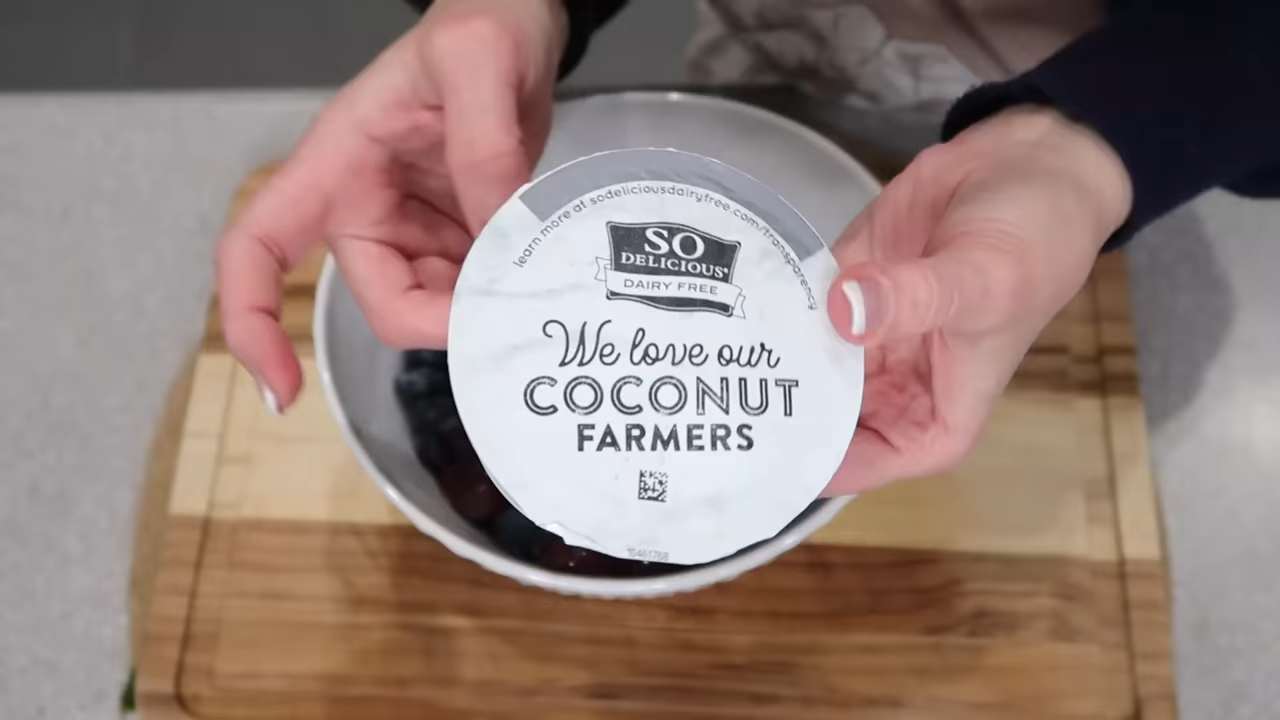 learn more at sodeliciousdairyfree.com/transparency
SO
DELICIOUS®
DAIRY FREE
We love our
COCONUT
FARMERS